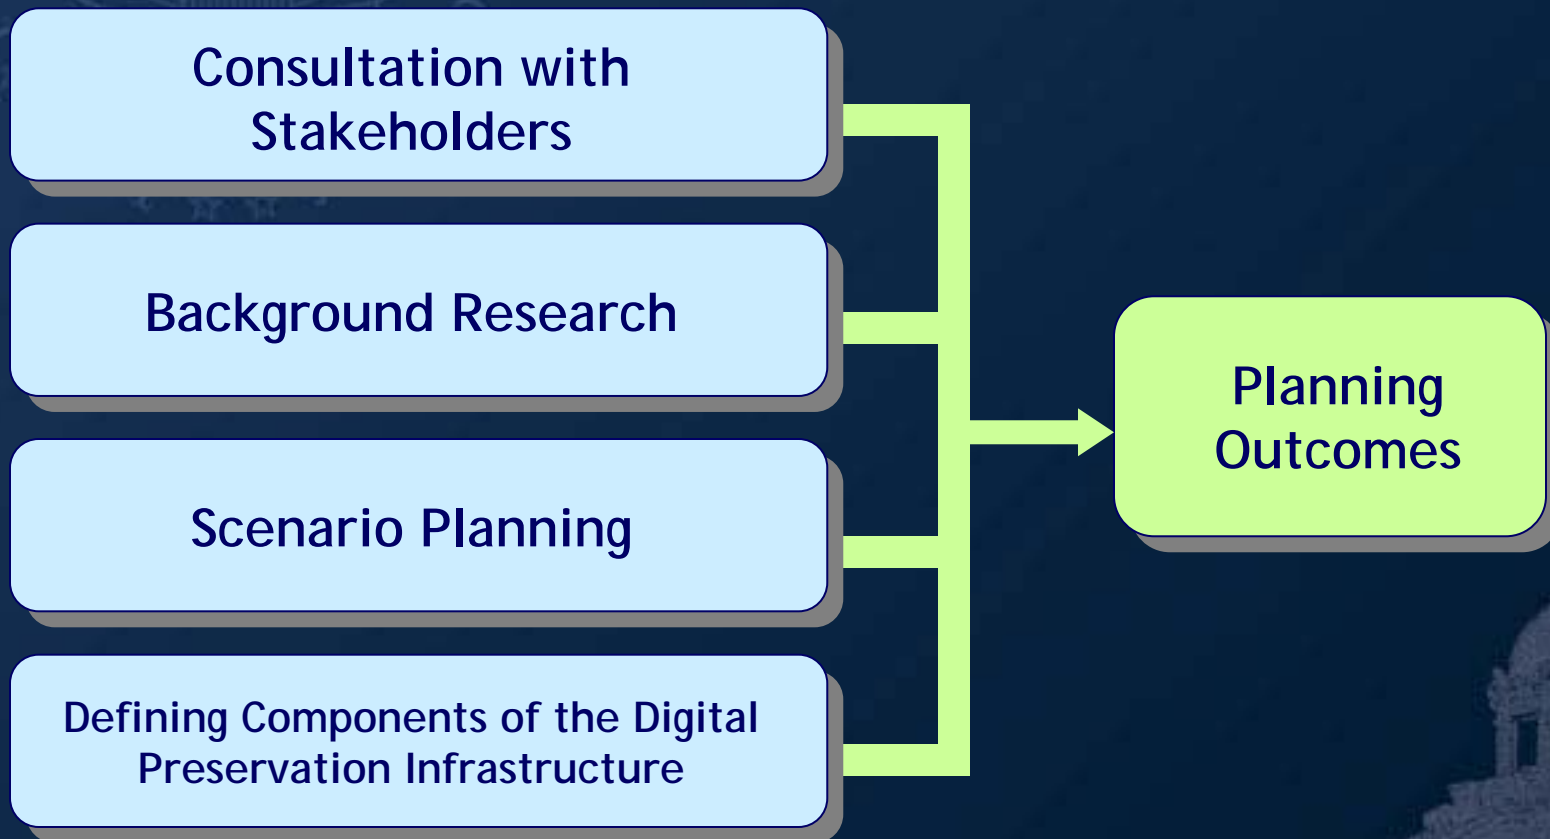 Consultation with
Stakeholders
Background Research
Scenario Planning
Defining Components of the Digital
Preservation Infrastructure
Planning
Outcomes